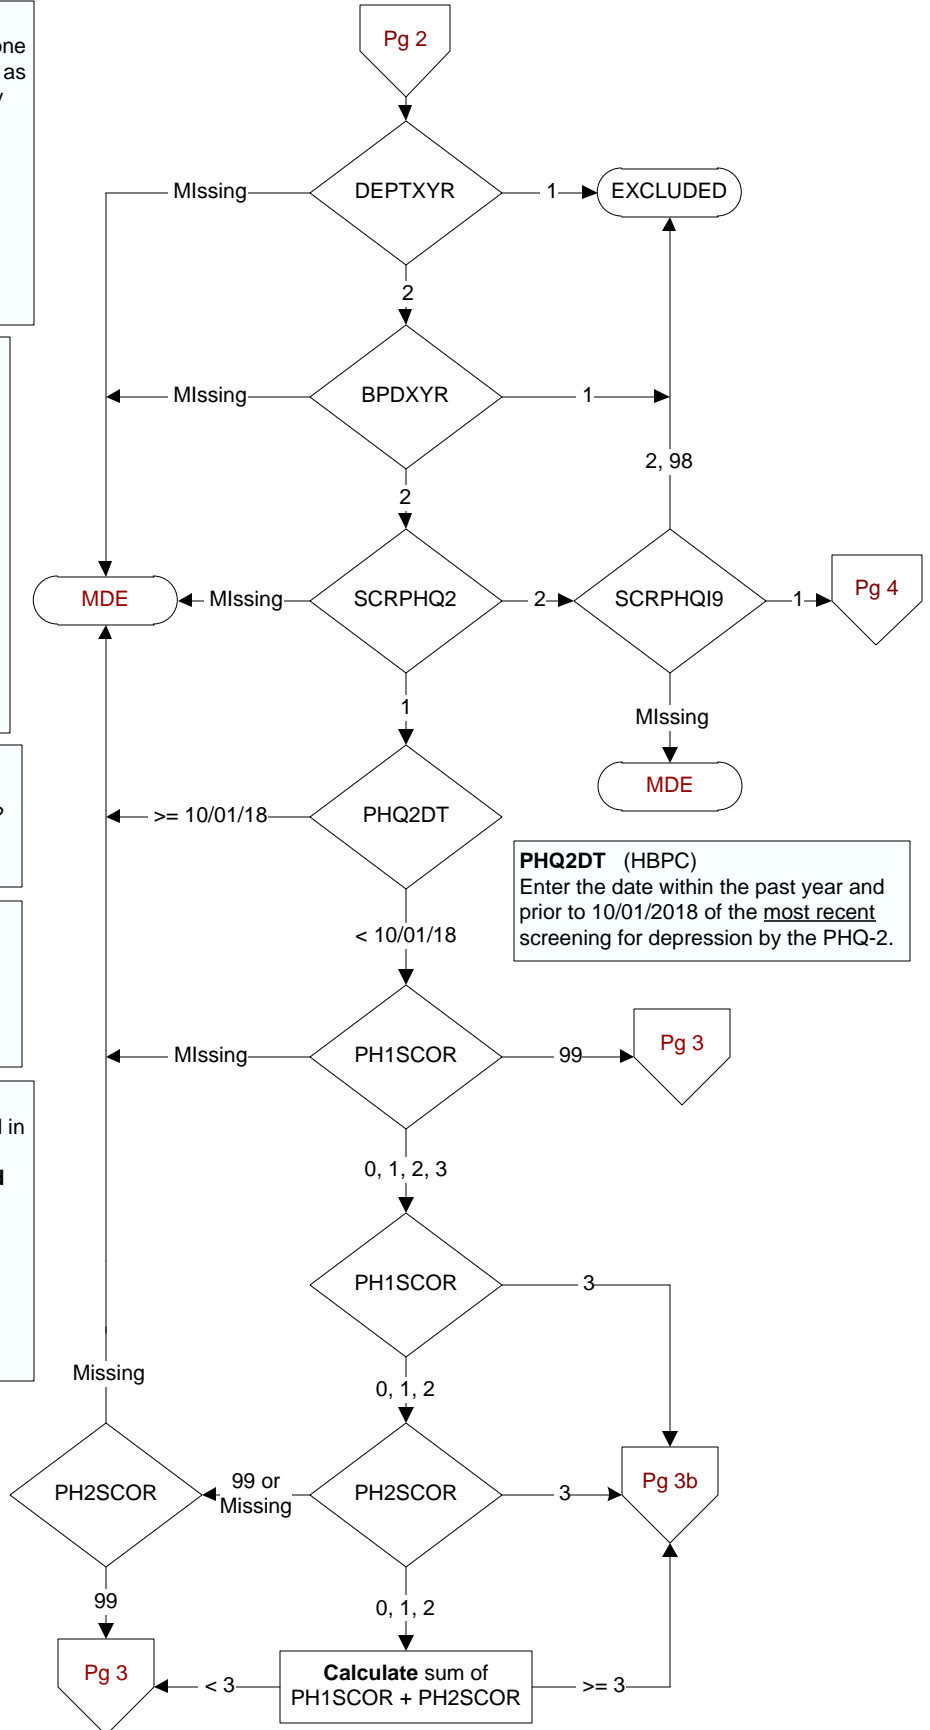 Pg 2
one
as
y
DEPTXYR
MIssing
1
EXCLUDED
2
BPDXYR
MIssing
1
2, 98
2
MDE
MIssing
SCRPHQ2
2
SCRPHQI9
1
Pg 4
1
MIssing
MDE
?
>= 10/01/18
PHQ2DT
PHQ2DT (HBPC)
Enter the date within the past year and
prior to 10/01/2018 of the most recent
screening for depression by the PHQ-2.
< 10/01/18
MIssing
PH1SCOR
99
Pg 3
l in
d
0, 1, 2, 3
PH1SCOR
3
Missing
0, 1, 2
PH2SCOR
99 or
Missing
PH2SCOR
3
Pg 3b
99
0, 1, 2
Pg 3
< 3
Calculate sum of
PH1SCOR + PH2SCOR
>= 3